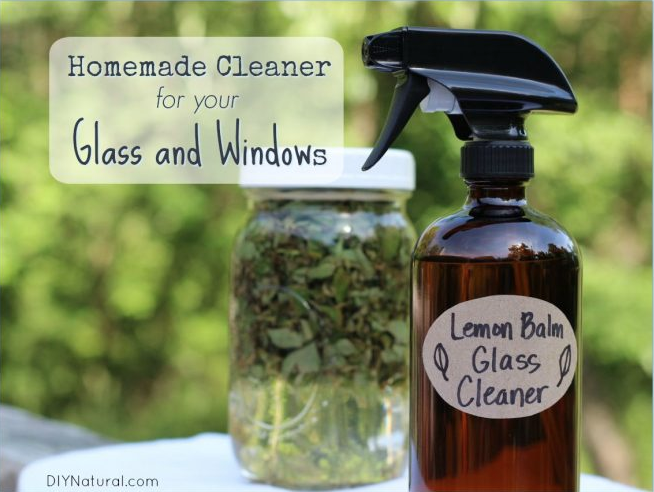 Homemade Cleaner
for your
Glass and Windows
Lemon Balm
Glass
Cleaner
DIYNatural.com